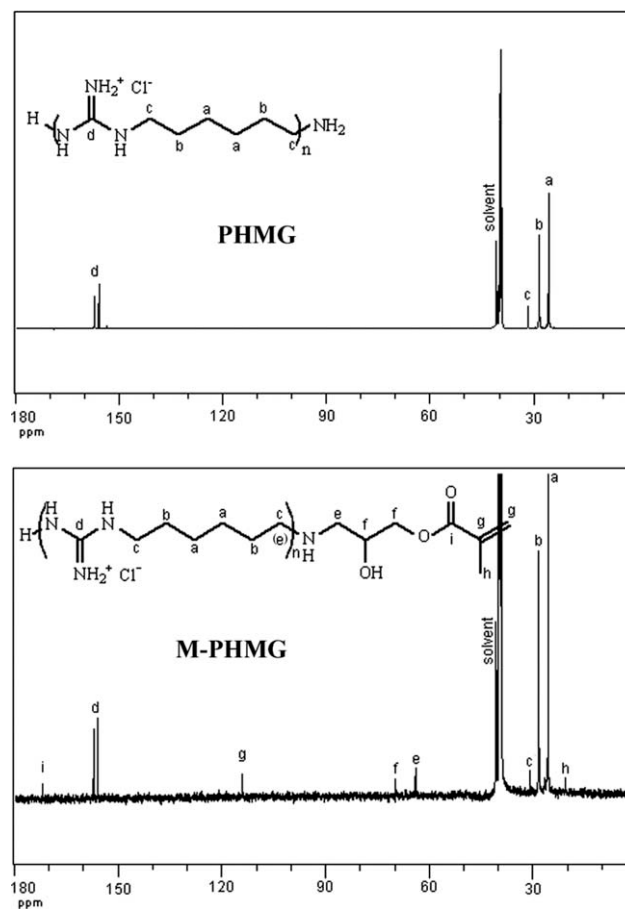 NH₂⁺ Cl⁻
H N H d N H c b a a b c n NH₂
PHMG
d
solvent
c
b
a
180 150 120 90 60 30
ppm
H N H d N H c b a a b c (e) n N H e f f O O i g g
NH₂⁺ Cl⁻
OH
h
M-PHMG
i
d
g
f
e
solvent
c
b
a
h
180 150 120 90 60 30
ppm